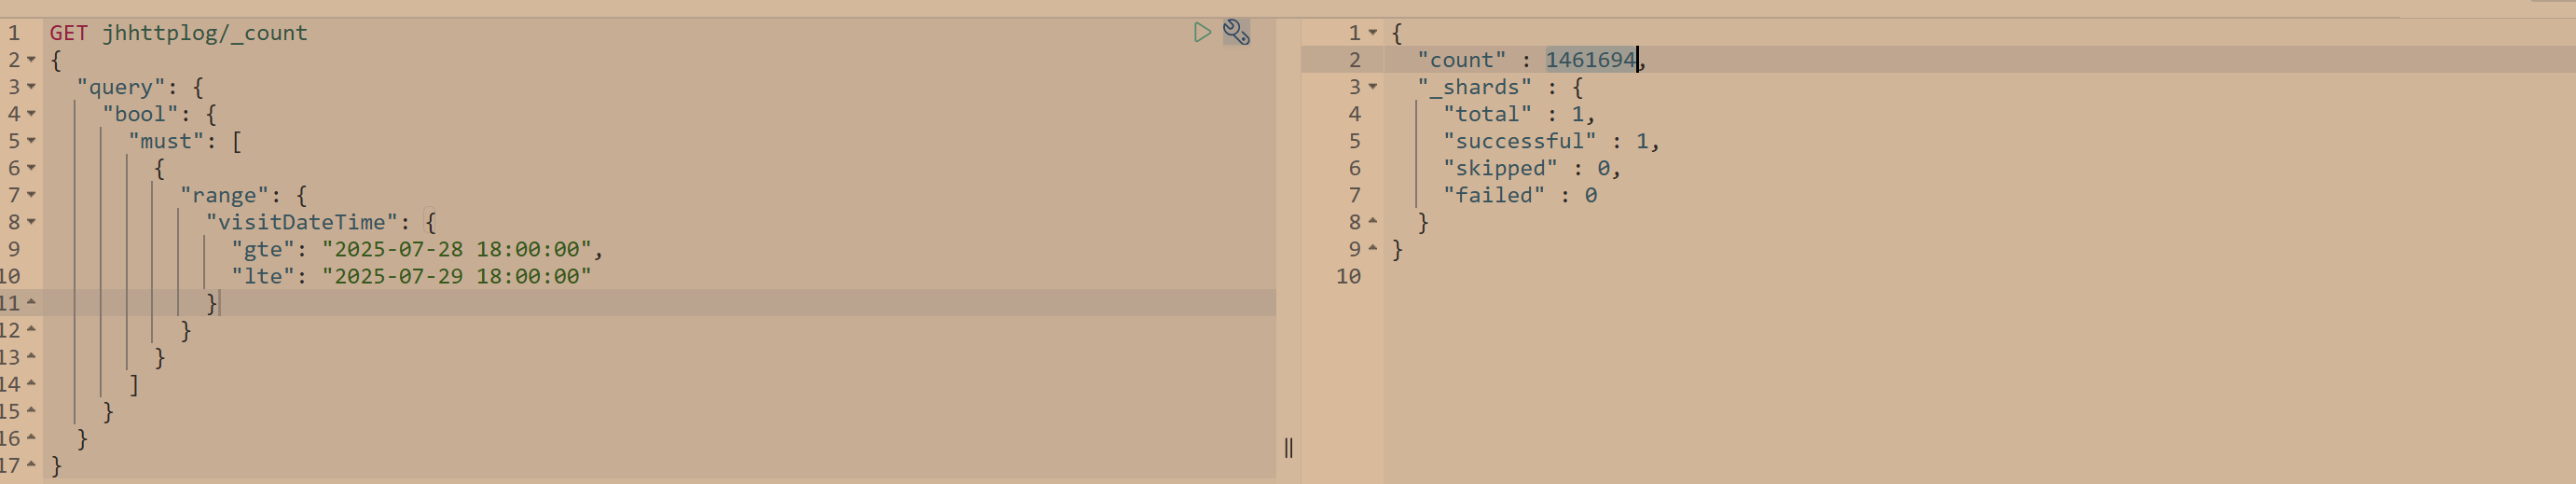 1 GET jhhttplog/_count
2 {
3 "query": {
4 "bool": {
5 "must": [
6 {
7 "range": {
8 "visitDateTime": {
9 "gte": "2025-07-28 18:00:00",
10 "lte": "2025-07-29 18:00:00"
11 }
12 }
13 }
14 ]
15 }
16 }
17 }
1 {
2 "count" : 1461694,
3 "_shards" : {
4 "total" : 1,
5 "successful" : 1,
6 "skipped" : 0,
7 "failed" : 0
8 }
9 }
10